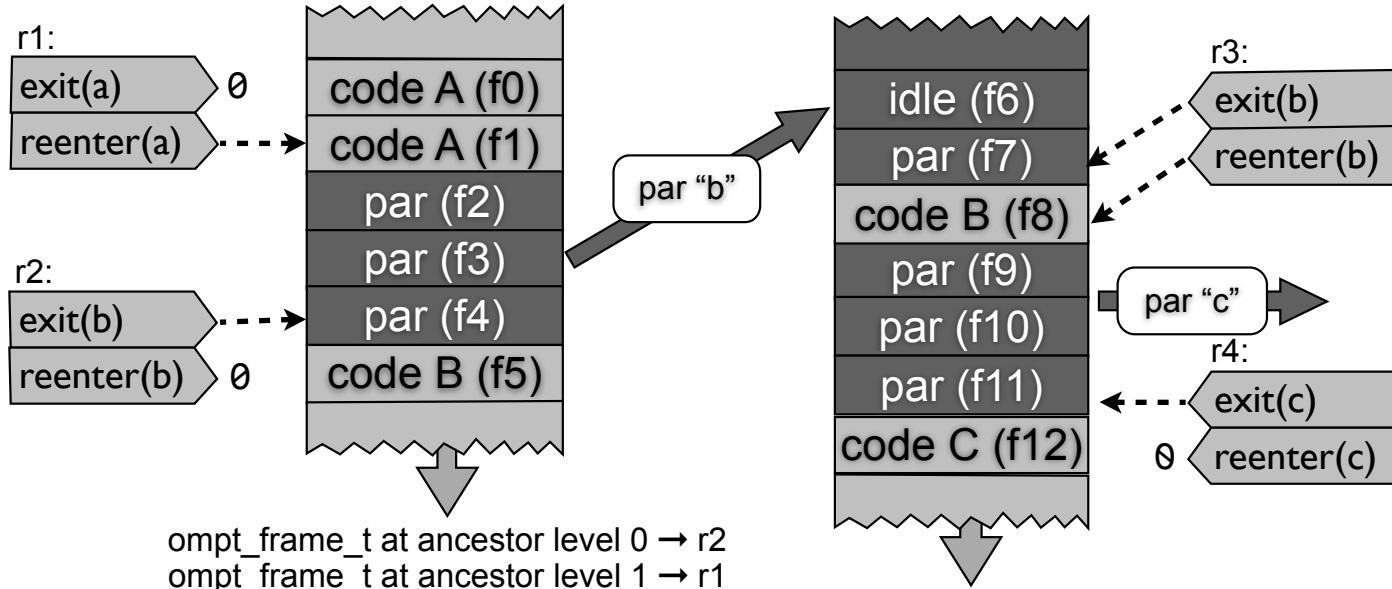 r1:
exit(a) 0
reenter(a)
r2:
exit(b)
reenter(b) 0
code A (f0)
code A (f1)
par (f2)
par (f3)
par (f4)
code B (f5)
par “b”
idle (f6)
par (f7)
code B (f8)
par (f9)
par (f10)
par (f11)
code C (f12)
r3:
exit(b)
reenter(b)
par “c”
r4:
exit(c)
0 reenter(c)
ompt_frame_t at ancestor level 0 → r2
ompt_frame_t at ancestor level 1 → r1